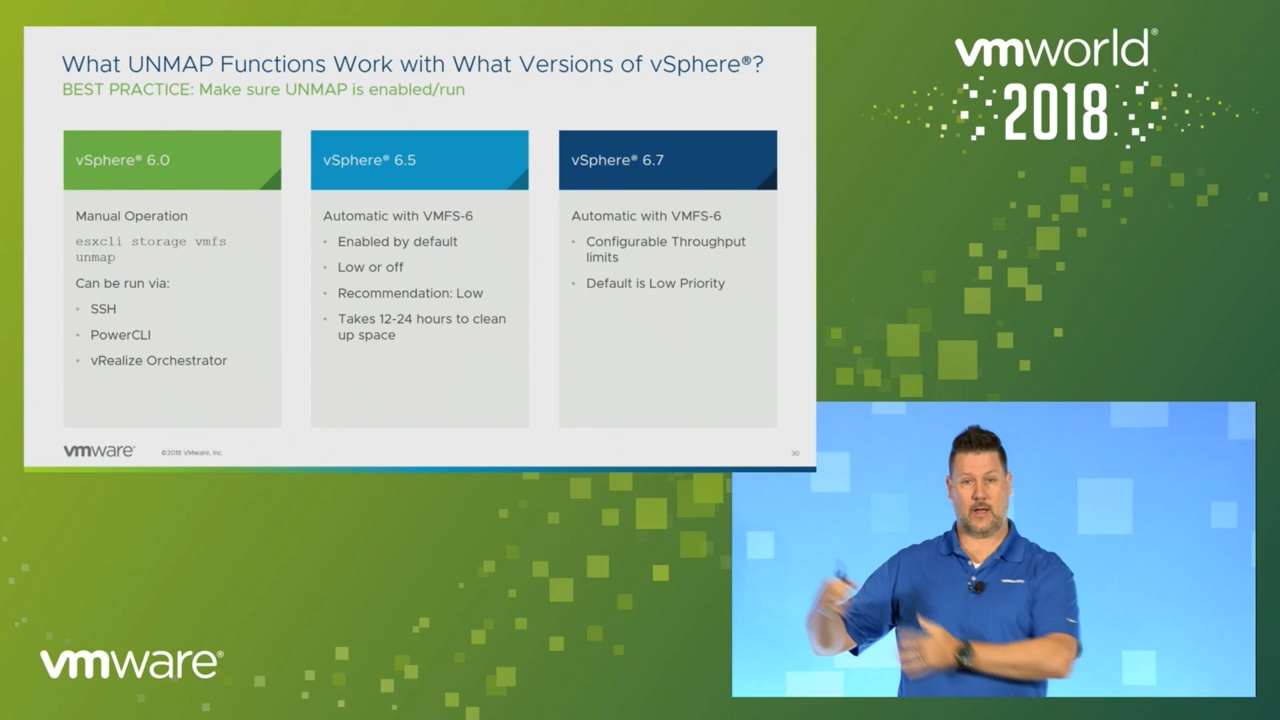 What UNMAP Functions Work with What Versions of vSphere®?
BEST PRACTICE: Make sure UNMAP is enabled/run
vSphere® 6.0
Manual Operation
esxcli storage vmfs
unmap
Can be run via:
• SSH
• PowerCLI
• vRealize Orchestrator
vSphere® 6.5
Automatic with VMFS-6
• Enabled by default
• Low or off
• Recommendation: Low
• Takes 12-24 hours to clean
up space
vSphere® 6.7
Automatic with VMFS-6
• Configurable Throughput
limits
• Default is Low Priority
vmware®
©2018 VMware, Inc.
30
vmworld®
2018
vmware®